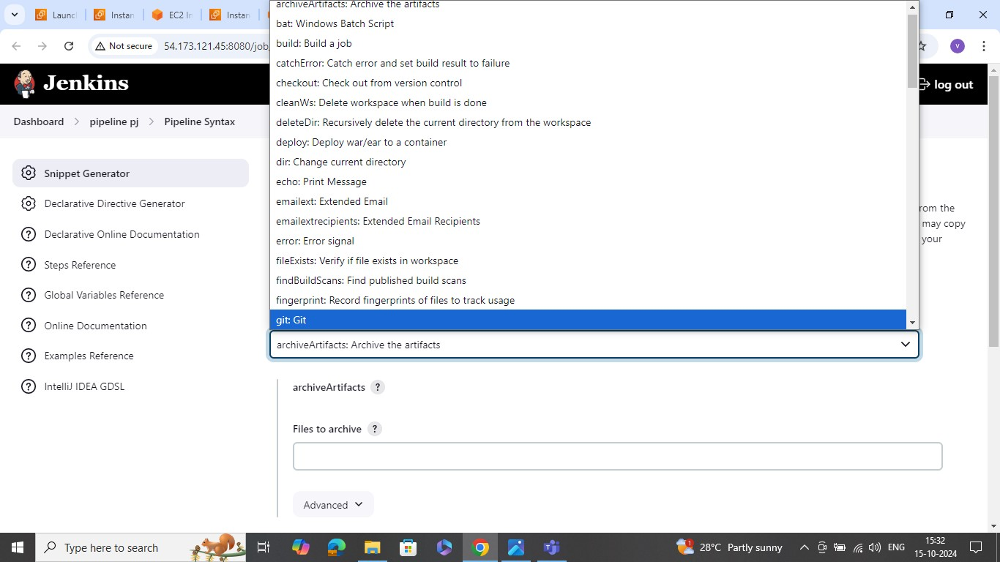 Launc
Instan
EC2 In
Instan
Not secure
54.173.121.45:8080/job
V
Jenkins
log out
Dashboard
pipeline pj
Pipeline Syntax
Snippet Generator
Declarative Directive Generator
Declarative Online Documentation
Steps Reference
Global Variables Reference
Online Documentation
Examples Reference
IntelliJ IDEA GDSL
archiveArtifacts: Archive the artifacts
bat: Windows Batch Script
build: Build a job
catchError: Catch error and set build result to failure
checkout: Check out from version control
cleanWs: Delete workspace when build is done
deleteDir: Recursively delete the current directory from the workspace
deploy: Deploy war/ear to a container
dir: Change current directory
echo: Print Message
emailext: Extended Email
emailextrecipients: Extended Email Recipients
error: Error signal
fileExists: Verify if file exists in workspace
findBuildScans: Find published build scans
fingerprint: Record fingerprints of files to track usage
git: Git
rom the
may copy
your
archiveArtifacts: Archive the artifacts
archiveArtifacts ?
Files to archive ?
Advanced
Type here to search
1
28°C Partly sunny
ENG
15:32
15-10-2024